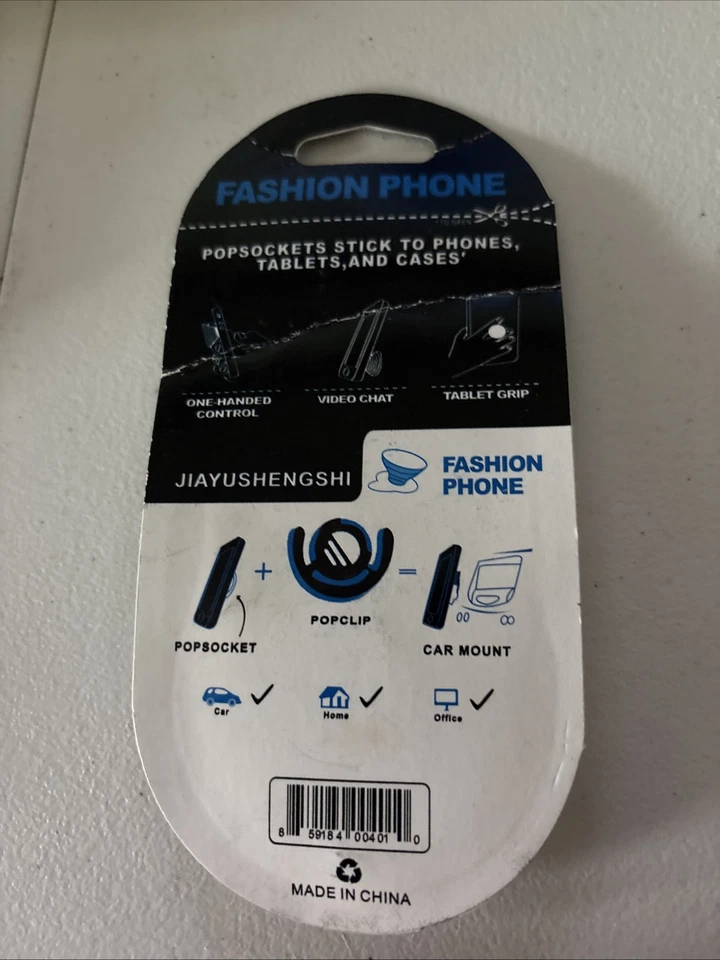 FASHION PHONE
POPSOCKETS STICK TO PHONES,
TABLETS,AND CASES'
ONE-HANDED
CONTROL
VIDEO CHAT
TABLET GRIP
JIAYUSHENGSHI
FASHION
PHONE
+
=
POPSOCKET
POPCLIP
CAR MOUNT
Car
Home
Office
8 59184 00401 0
MADE IN CHINA